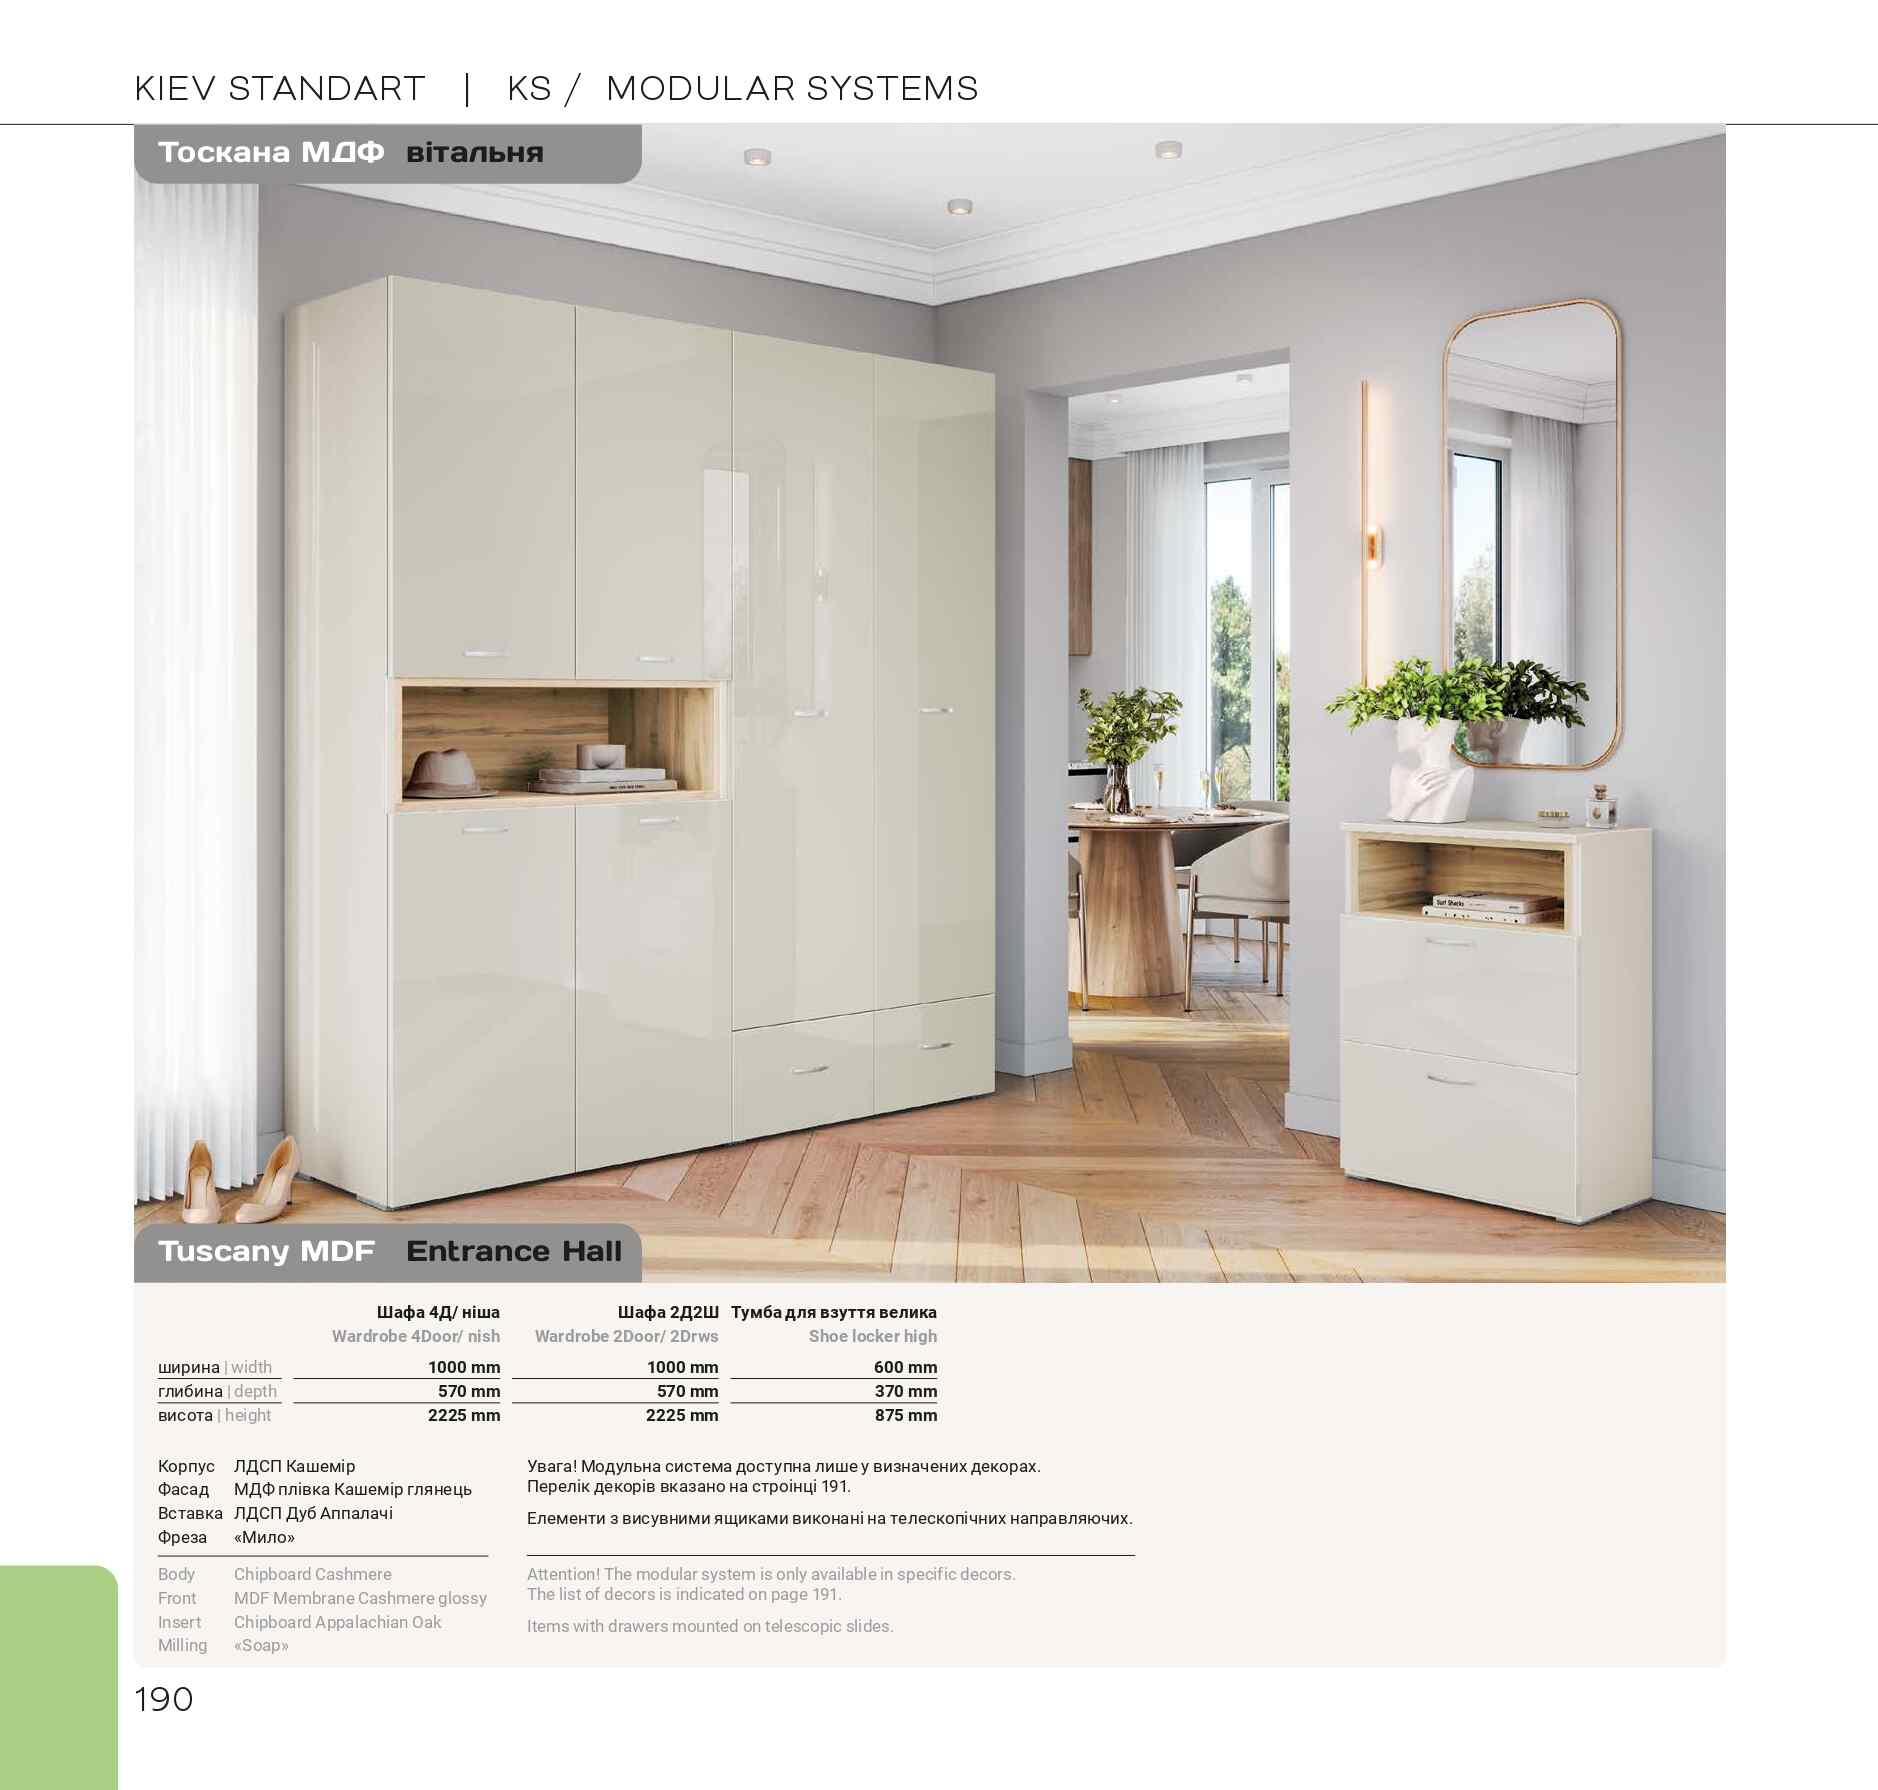 KIEV STANDART | KS / MODULAR SYSTEMS
Тоскана МДФ вітальня
Surf Shacks
Tuscany MDF Entrance Hall
Шафа 4Д/ ніша Шафа 2Д2Ш Тумба для взуття велика
Wardrobe 4Door/ nish Wardrobe 2Door/ 2Drws Shoe locker high
ширина | width 1000 mm 1000 mm 600 mm
глибина | depth 570 mm 570 mm 370 mm
висота | height 2225 mm 2225 mm 875 mm
Корпус ЛДСП Кашемір
Фасад МДФ плівка Кашемір глянець
Вставка ЛДСП Дуб Аппалачі
Фреза «Мило»
Body Chipboard Cashmere
Front MDF Membrane Cashmere glossy
Insert Chipboard Appalachian Oak
Milling «Soap»
Увага! Модульна система доступна лише у визначених декорах.
Перелік декорів вказано на строінці 191.
Елементи з висувними ящиками виконані на телескопічних направляючих.
Attention! The modular system is only available in specific decors.
The list of decors is indicated on page 191.
Items with drawers mounted on telescopic slides.
190